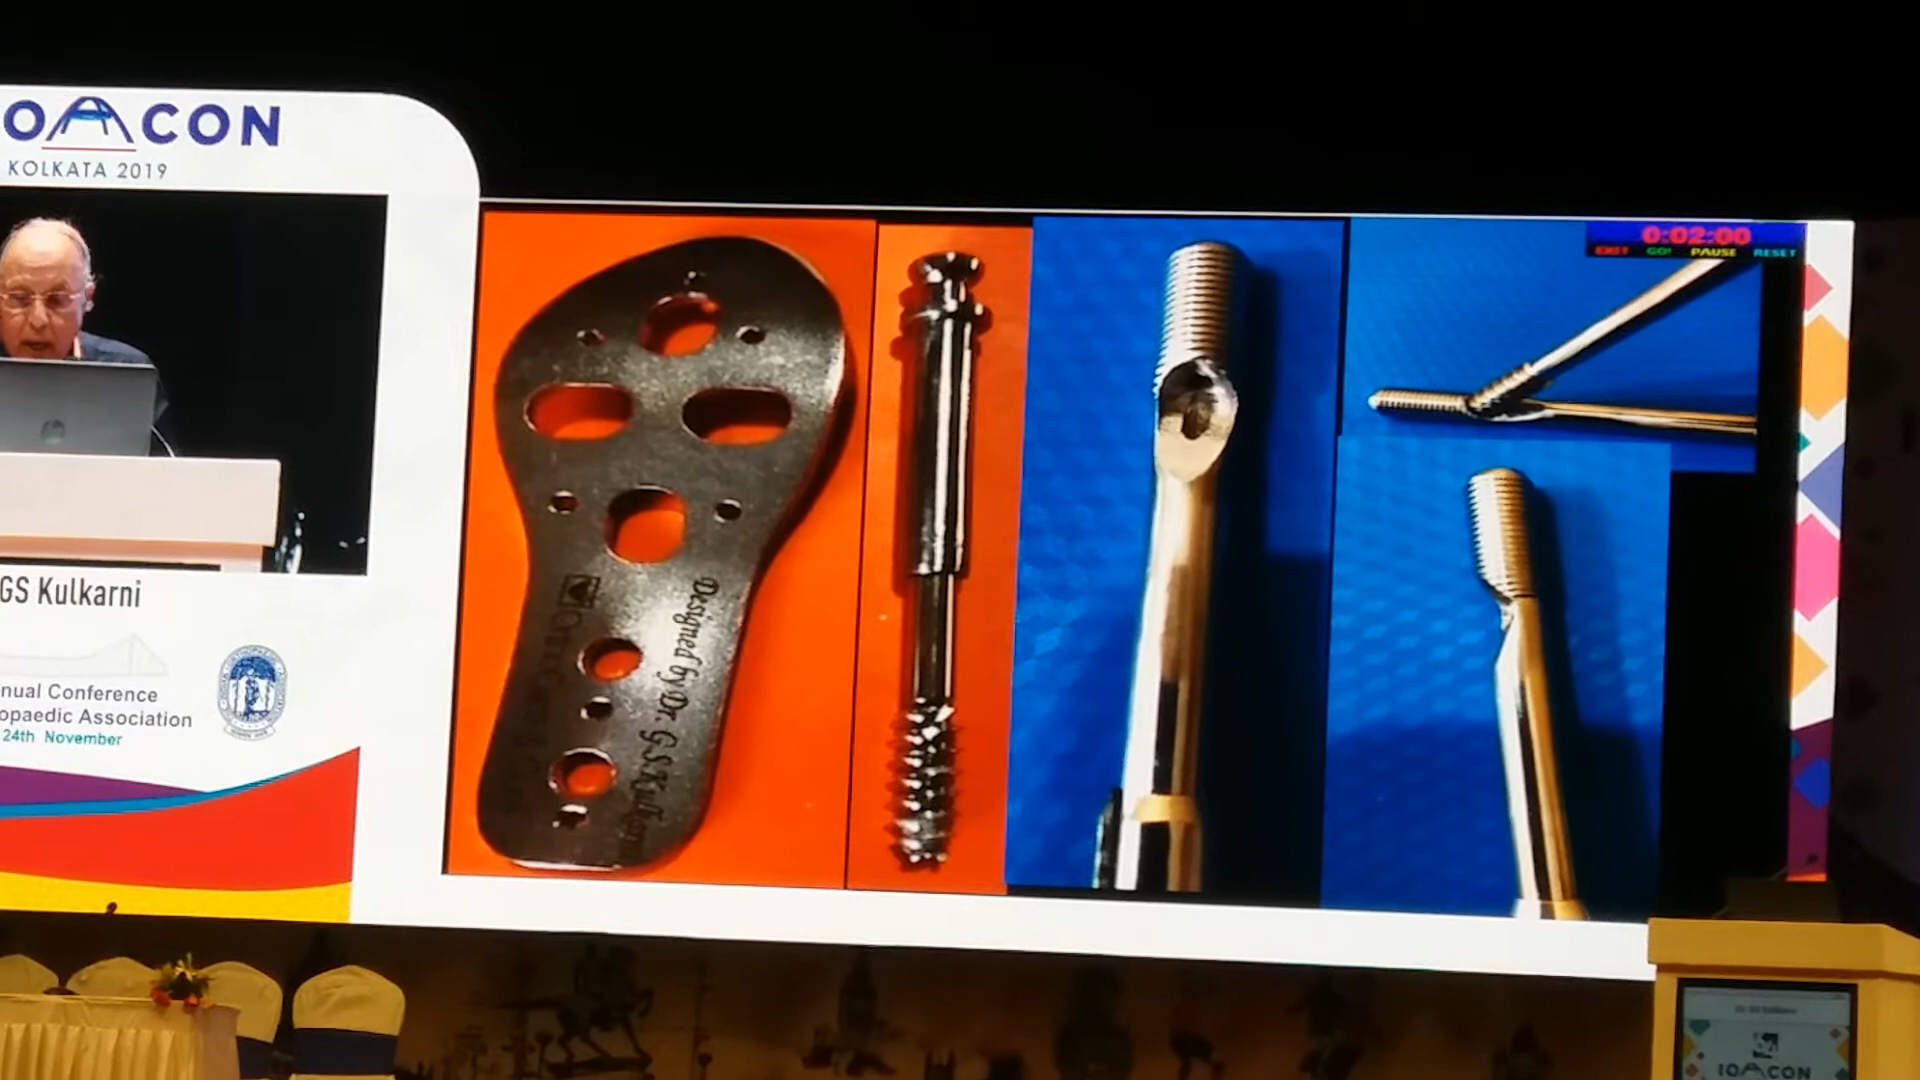 OACON
KOLKATA 2019
0:02:00
EXIT GO! PAUSE RESET
Designed by Dr. G.S.Kulkarni
GS Kulkarni
nual Conference
opaedic Association
24th November
IOACON